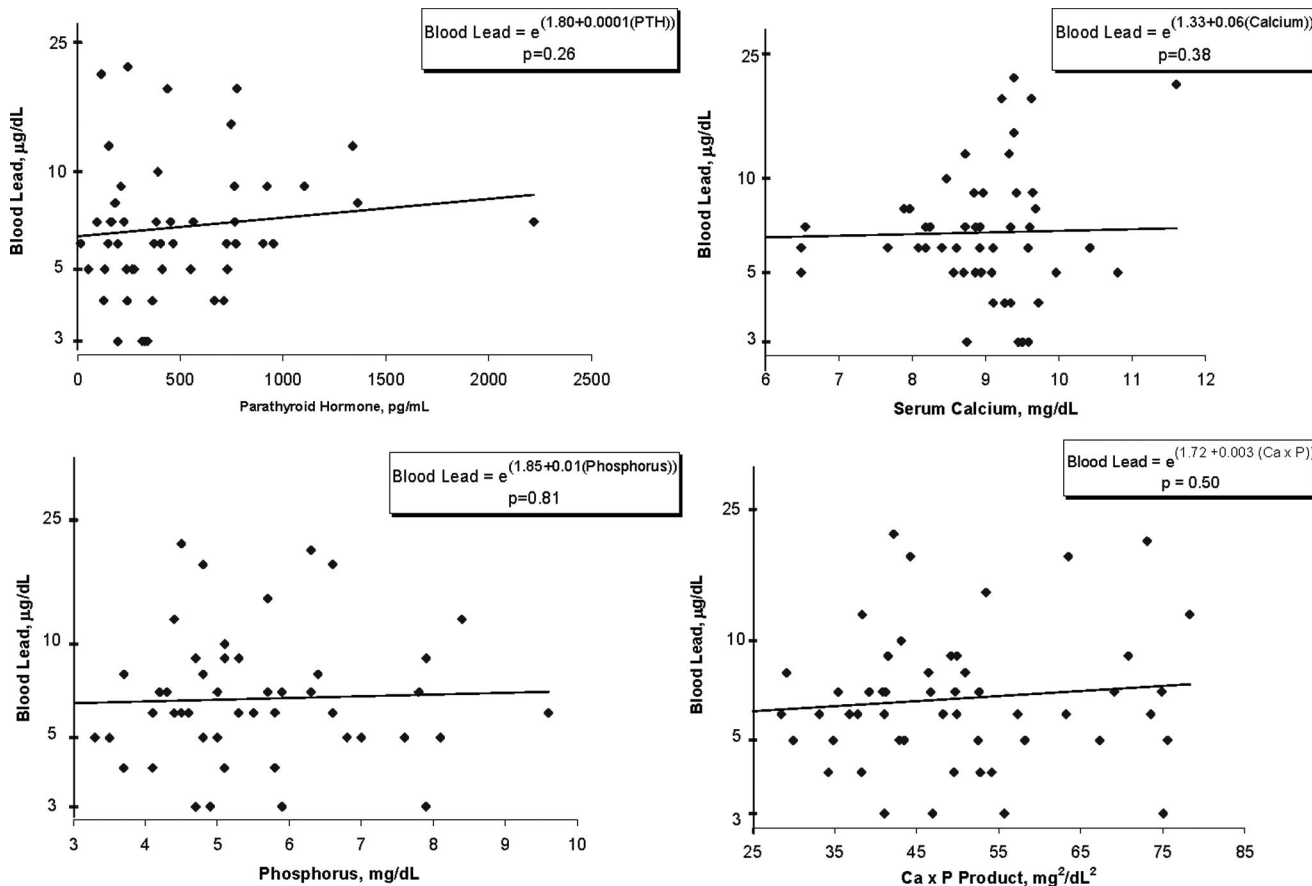 Blood Lead = e(1.80+0.0001(PTH))
p=0.26
Blood Lead, µg/dL
25
10
5
3
0 500 1000 1500 2000 2500
Parathyroid Hormone, pg/mL
Blood Lead = e(1.33+0.06(Calcium))
p=0.38
Blood Lead, µg/dL
25
10
5
3
6 7 8 9 10 11 12
Serum Calcium, mg/dL
Blood Lead = e(1.85+0.01(Phosphorus))
p=0.81
Blood Lead, µg/dL
25
10
5
3
3 4 5 6 7 8 9 10
Phosphorus, mg/dL
Blood Lead = e(1.72 +0.003 (Ca x P))
p = 0.50
Blood Lead, µg/dL
25
10
5
3
25 35 45 55 65 75 85
Ca x P Product, mg²/dL²